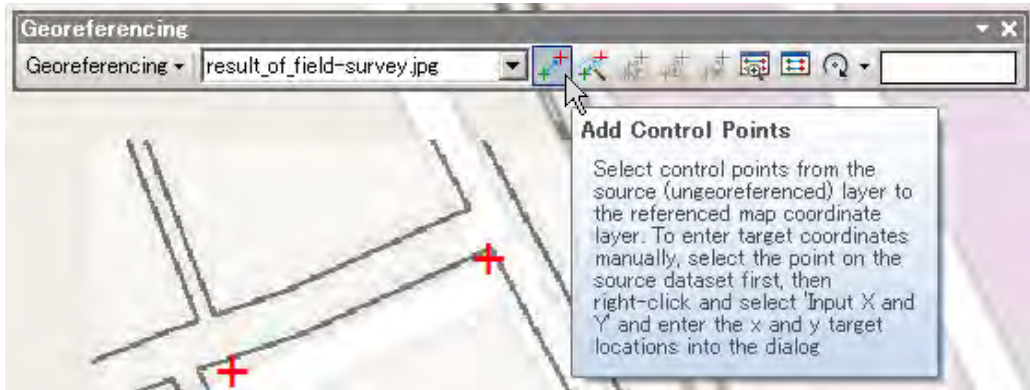 Georeferencing
Georeferencing result_of_field-survey.jpg
Add Control Points
Select control points from the
source (ungeoreferenced) layer to
the referenced map coordinate
layer. To enter target coordinates
manually, select the point on the
source dataset first, then
right-click and select 'Input X and
Y' and enter the x and y target
locations into the dialog